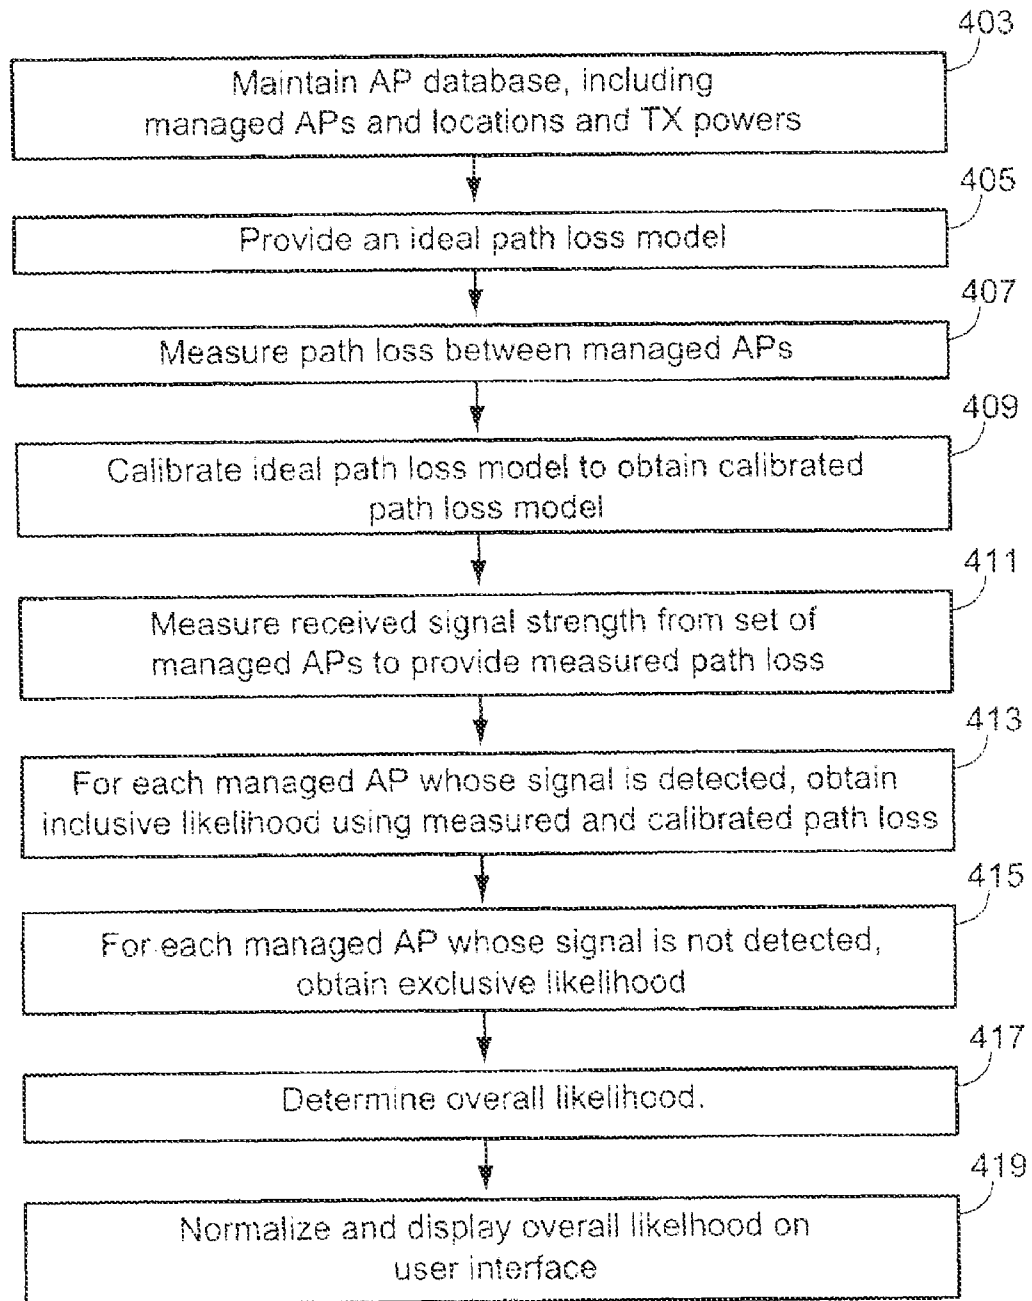 403
Maintain AP database, including
managed APs and locations and TX powers
405
Provide an ideal path loss model
407
Measure path loss between managed APs
409
Calibrate ideal path loss model to obtain calibrated
path loss model
411
Measure received signal strength from set of
managed APs to provide measured path loss
413
For each managed AP whose signal is detected, obtain
inclusive likelihood using measured and calibrated path loss
415
For each managed AP whose signal is not detected,
obtain exclusive likelihood
417
Determine overall likelihood.
419
Normalize and display overall likelhood on
user interface